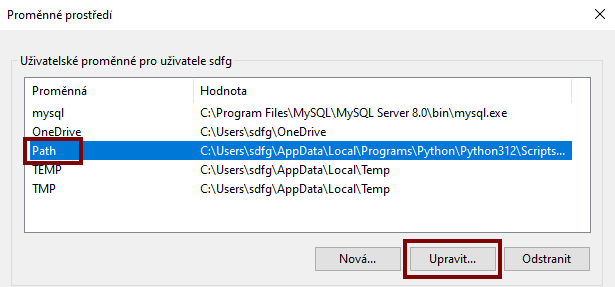 Proměnné prostředí
Uživatelské proměnné pro uživatele sdfg
Proměnná Hodnota
mysql C:\Program Files\MySQL\MySQL Server 8.0\bin\mysql.exe
OneDrive C:\Users\sdfg\OneDrive
Path C:\Users\sdfg\AppData\Local\Programs\Python\Python312\Scripts...
TEMP C:\Users\sdfg\AppData\Local\Temp
TMP C:\Users\sdfg\AppData\Local\Temp
Nová... Upravit... Odstranit